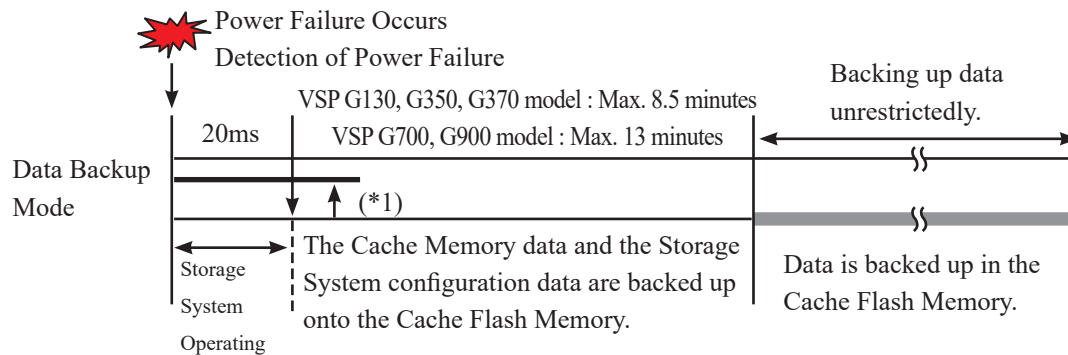 Power Failure Occurs
Detection of Power Failure
VSP G130, G350, G370 model : Max. 8.5 minutes
VSP G700, G900 model : Max. 13 minutes
Backing up data
unrestrictedly.
20ms
Data Backup
Mode
(*1)
Storage
System
Operating
The Cache Memory data and the Storage
System configuration data are backed up
onto the Cache Flash Memory.
Data is backed up in the
Cache Flash Memory.